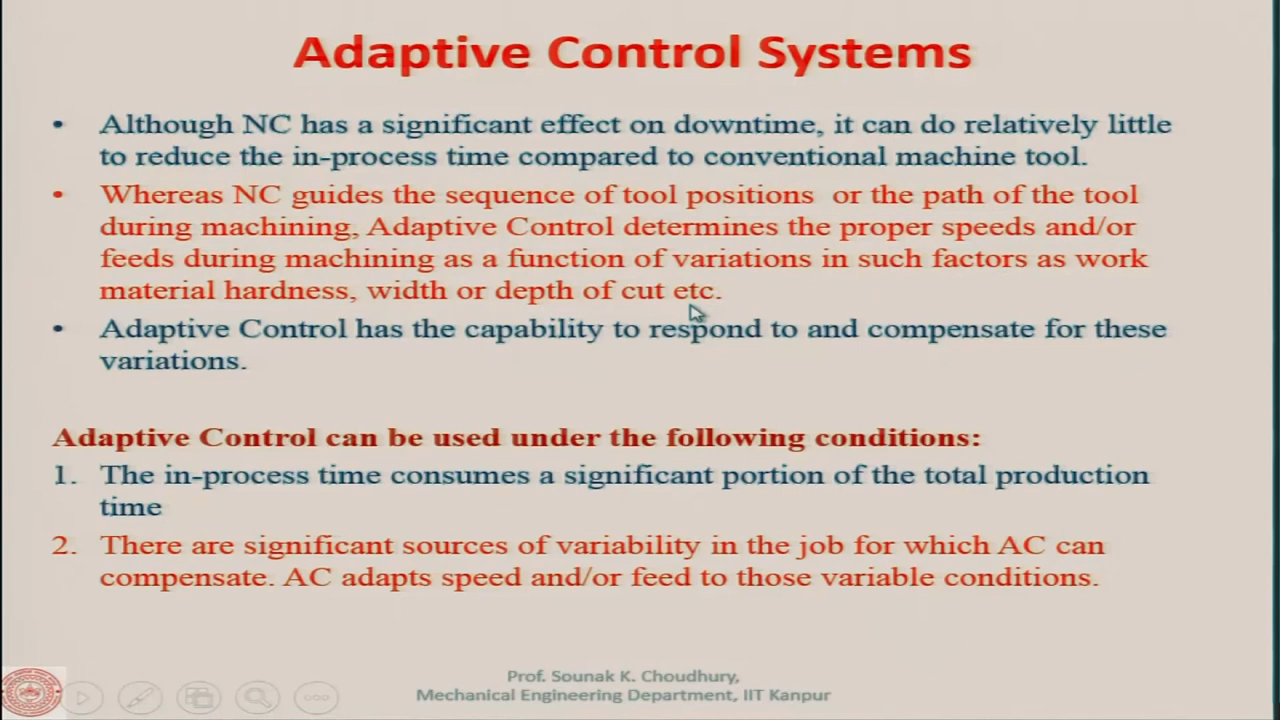 Adaptive Control Systems
• Although NC has a significant effect on downtime, it can do relatively little
to reduce the in-process time compared to conventional machine tool.
• Whereas NC guides the sequence of tool positions or the path of the tool
during machining, Adaptive Control determines the proper speeds and/or
feeds during machining as a function of variations in such factors as work
material hardness, width or depth of cut etc.
• Adaptive Control has the capability to respond to and compensate for these
variations.
Adaptive Control can be used under the following conditions:
1. The in-process time consumes a significant portion of the total production
time
2. There are significant sources of variability in the job for which AC can
compensate. AC adapts speed and/or feed to those variable conditions.
Prof. Sounak K. Choudhury,
Mechanical Engineering Department, IIT Kanpur